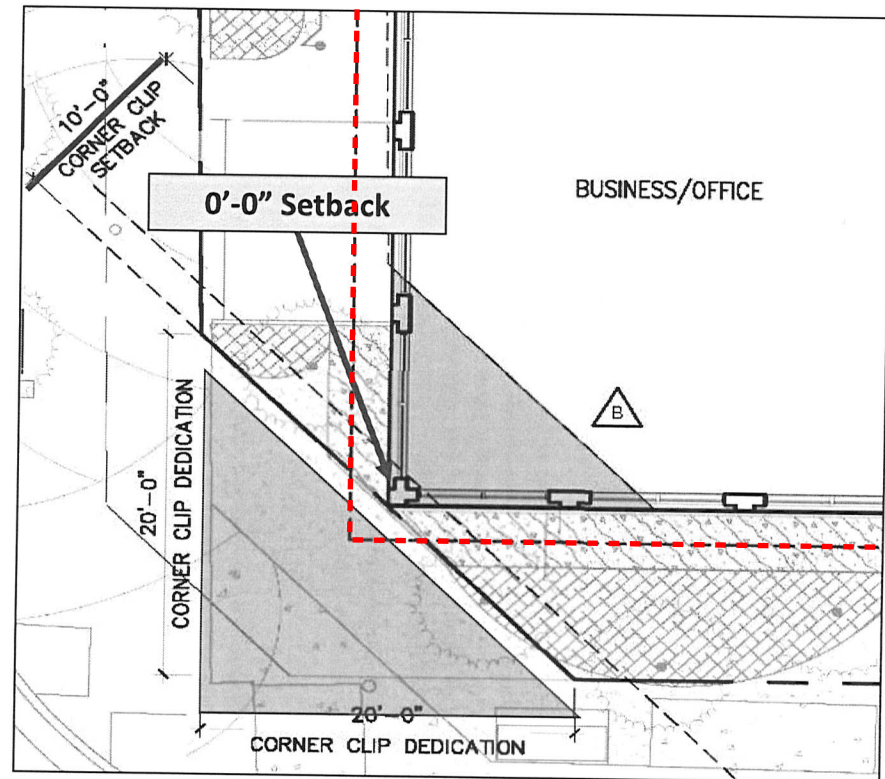 10'-0"
CORNER CLIP
SETBACK
0'-0" Setback
BUSINESS/OFFICE
B
20'-0"
CORNER CLIP DEDICATION
20'-0"
CORNER CLIP DEDICATION